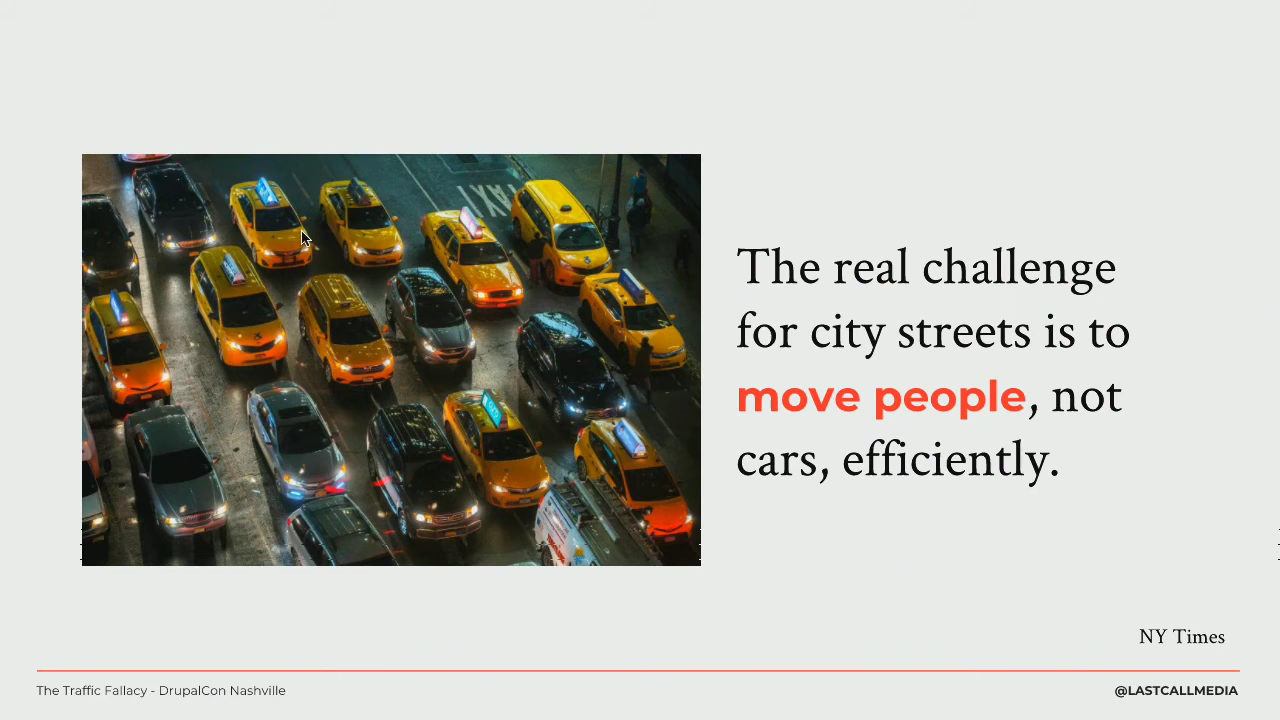 TAXI
The real challenge
for city streets is to
move people, not
cars, efficiently.
NY Times
The Traffic Fallacy - DrupalCon Nashville
@LASTCALLMEDIA